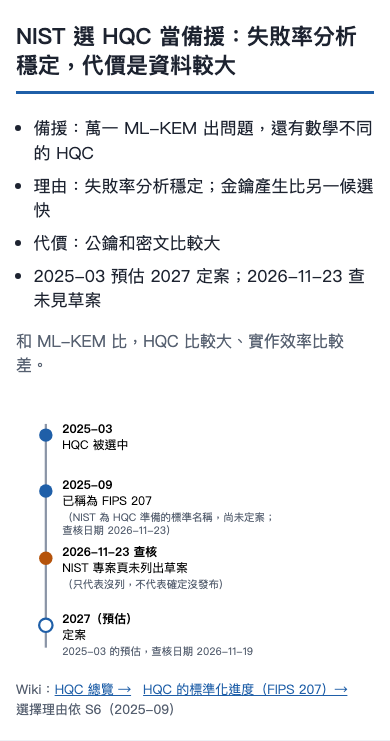 NIST 選 HQC 當備援：失敗率分析
穩定，代價是資料較大
備援：萬一 ML-KEM 出問題，還有數學不同
的 HQC
理由：失敗率分析穩定；金鑰產生比另一候選
快
代價：公鑰和密文比較大
2025-03 預估 2027 定案；2026-11-23 查
未見草案
和 ML-KEM 比，HQC 比較大、實作效率比較
差。
2025-03
HQC 被選中
2025-09
已稱為 FIPS 207
（NIST 為 HQC 準備的標準名稱，尚未定案；
查核日期 2026-11-23）
2026-11-23 查核
NIST 專案頁未列出草案
（只代表沒列，不代表確定沒發布）
2027（預估）
定案
2025-03 的預估，查核日期 2026-11-19
Wiki：HQC 總覽 → HQC 的標準化進度（FIPS 207）→
選擇理由依 S6（2025-09）